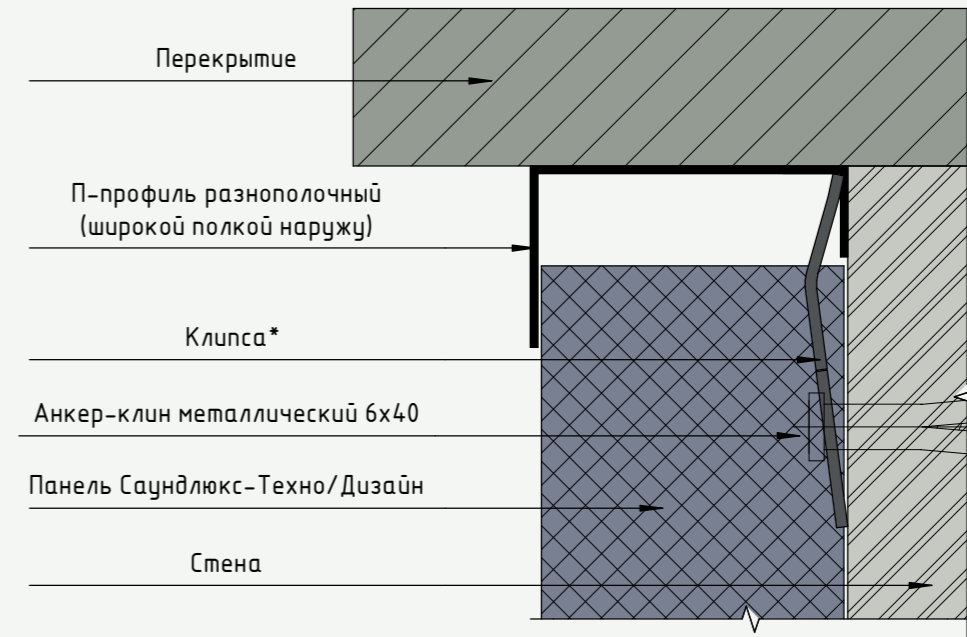 Перекрытие
П-профиль разнополочный
(широкой полкой наружу)
Клипса*
Анкер-клин металлический 6х40
Панель Саундлюкс-Техно/Дизайн
Стена